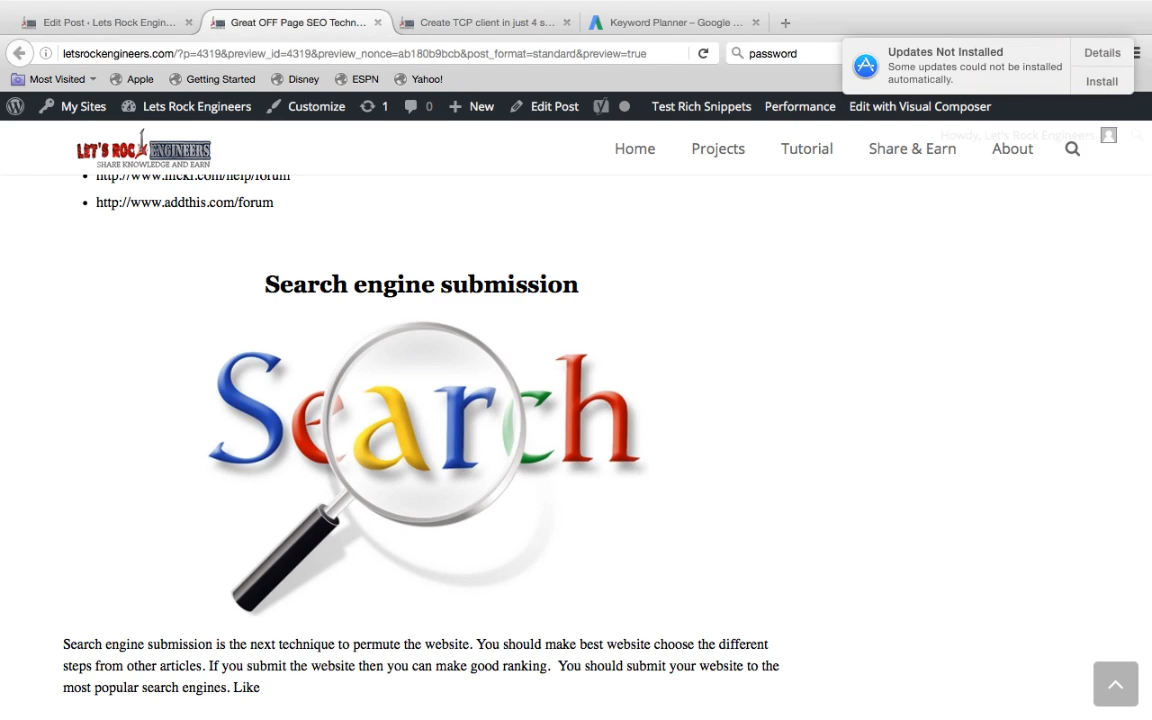 Edit Post ‹ Lets Rock Engin...
Great OFF Page SEO Techn...
Create TCP client in just 4 s...
Keyword Planner – Google ...
letsrockengineers.com/?p=4319&preview_id=4319&preview_nonce=ab180b9bcb&post_format=standard&preview=true
password
Updates Not Installed
Some updates could not be installed
automatically.
Details
Install
Most Visited
Apple
Getting Started
Disney
ESPN
Yahoo!
My Sites
Lets Rock Engineers
Customize
1
0
New
Edit Post
Test Rich Snippets
Performance
Edit with Visual Composer
Howdy, Let's Rock Engineers
LET'S ROCK ENGINEERS
SHARE KNOWLEDGE AND EARN
Home
Projects
Tutorial
Share & Earn
About
http://www.addthis.com/forum
Search engine submission
Search
Search engine submission is the next technique to permute the website. You should make best website choose the different
steps from other articles. If you submit the website then you can make good ranking.  You should submit your website to the
most popular search engines. Like